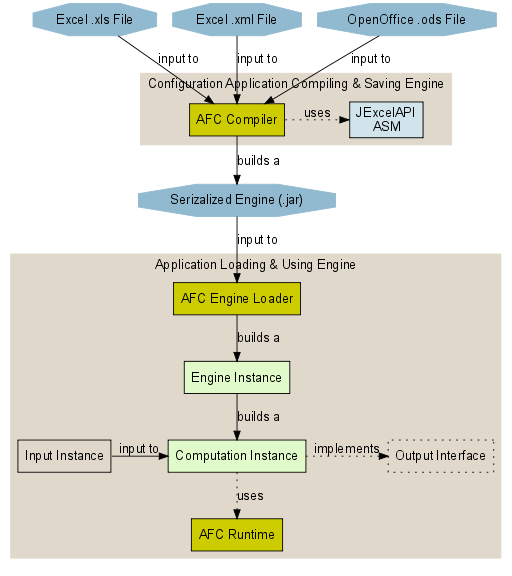 Excel .xls File
Excel .xml File
OpenOffice .ods File
input to
input to
input to
Configuration Application Compiling & Saving Engine
AFC Compiler
uses
JExcelAPI
ASM
builds a
Serizalized Engine (.jar)
input to
Application Loading & Using Engine
AFC Engine Loader
builds a
Engine Instance
builds a
Input Instance
input to
Computation Instance
implements
Output Interface
uses
AFC Runtime